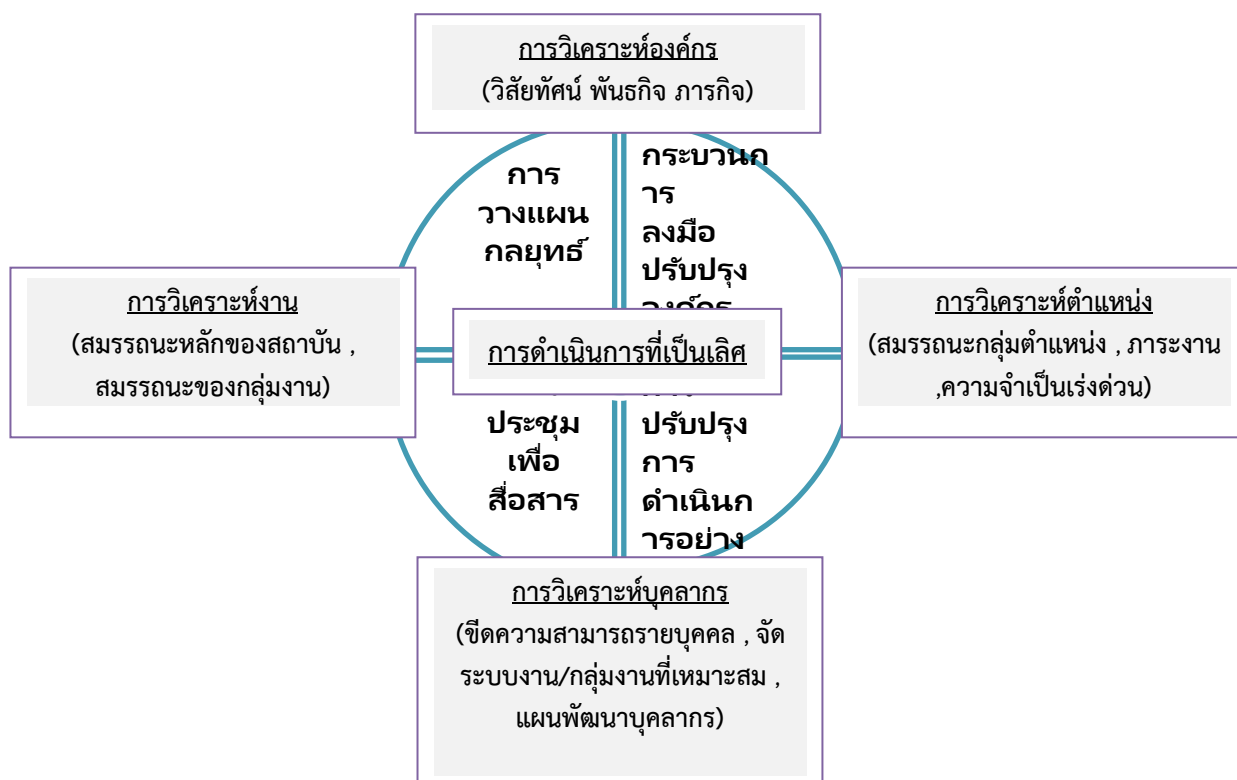 การวิเคราะห์องค์กร
(วิสัยทัศน์ พันธกิจ ภารกิจ)
การ
วางแผน
กลยุทธ์
กระบวนก
าร
ลงมือ
ปรับปรุง
องค์กร
การวิเคราะห์งาน
(สมรรถนะหลักของสถาบัน ,
สมรรถนะของกลุ่มงาน)
การดำเนินการที่เป็นเลิศ
การวิเคราะห์ตำแหน่ง
(สมรรถนะกลุ่มตำแหน่ง , ภาระงาน
,ความจำเป็นเร่งด่วน)
ประชุม
เพื่อ
สื่อสาร
ปรับปรุง
การ
ดำเนินก
ารอย่าง
การวิเคราะห์บุคลากร
(ขีดความสามารถรายบุคคล , จัด
ระบบงาน/กลุ่มงานที่เหมาะสม ,
แผนพัฒนาบุคลากร)